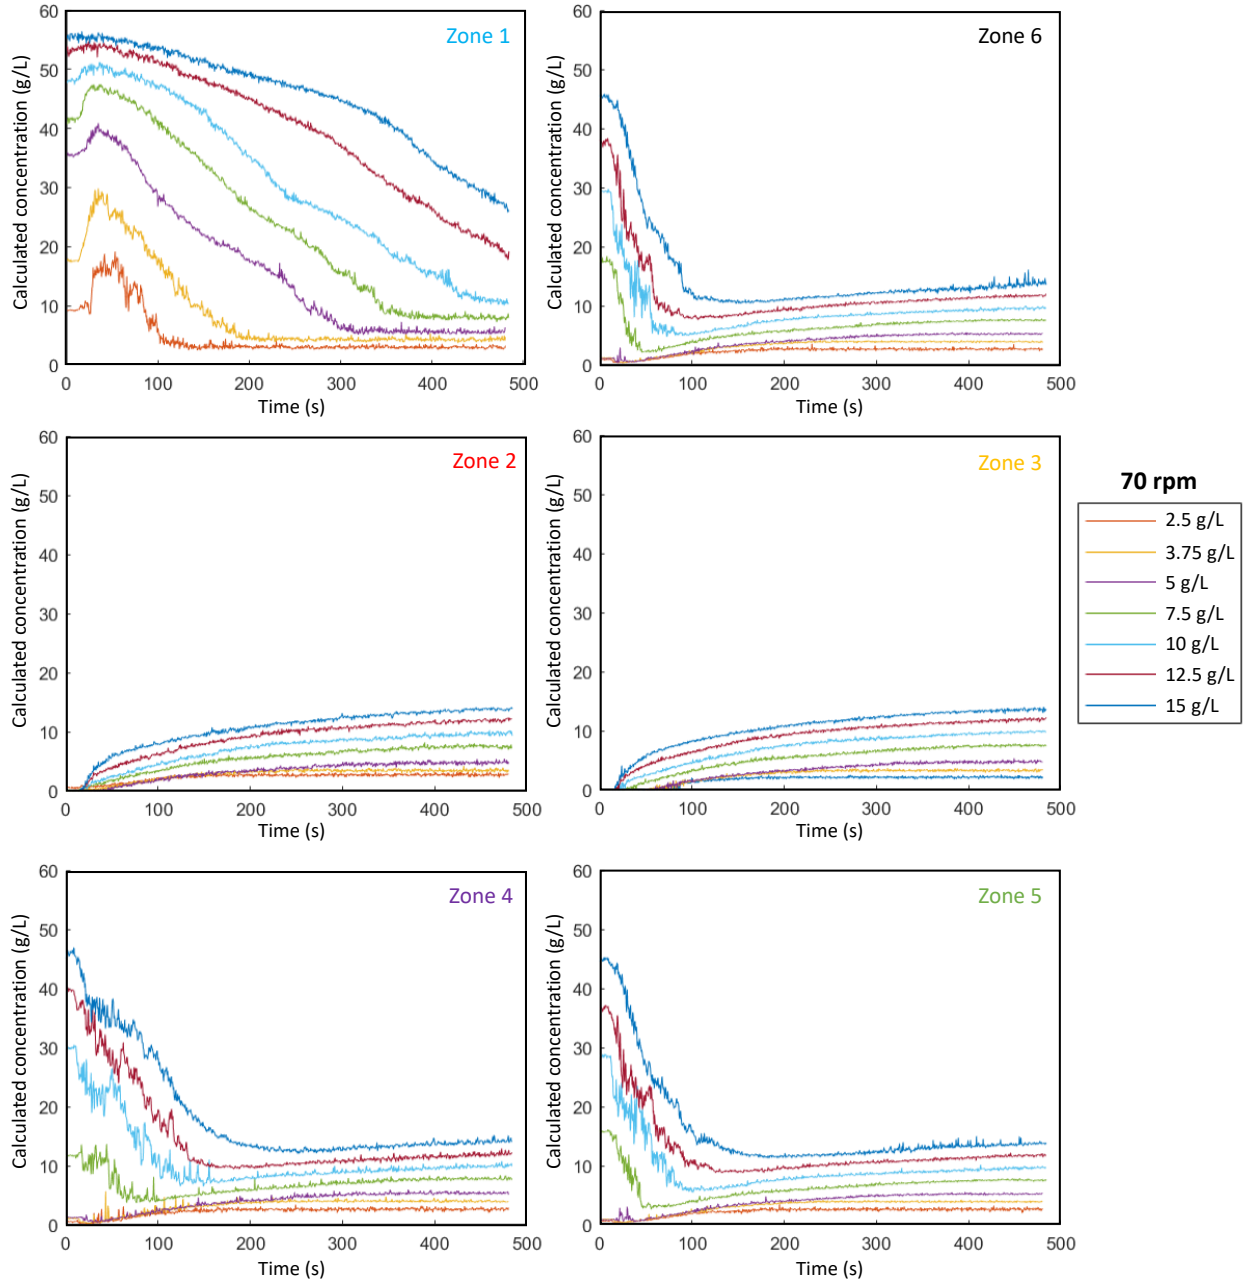 Zone 1
Calculated concentration (g/L)
60
50
40
30
20
10
0
0 100 200 300 400 500
Time (s)
Zone 6
Calculated concentration (g/L)
60
50
40
30
20
10
0
0 100 200 300 400 500
Time (s)
Zone 2
Calculated concentration (g/L)
60
50
40
30
20
10
0
0 100 200 300 400 500
Time (s)
Zone 3
Calculated concentration (g/L)
60
50
40
30
20
10
0
0 100 200 300 400 500
Time (s)
70 rpm
2.5 g/L
3.75 g/L
5 g/L
7.5 g/L
10 g/L
12.5 g/L
15 g/L
Zone 4
Calculated concentration (g/L)
60
50
40
30
20
10
0
0 100 200 300 400 500
Time (s)
Zone 5
Calculated concentration (g/L)
60
50
40
30
20
10
0
0 100 200 300 400 500
Time (s)